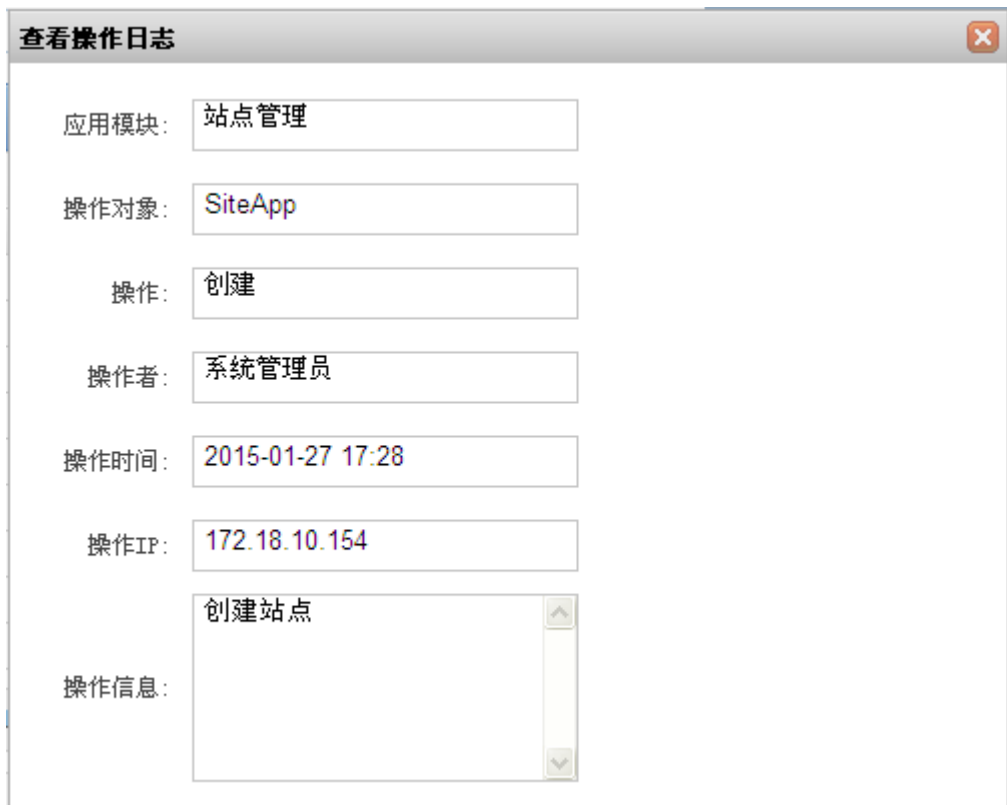 查看操作日志
应用模块: 站点管理
操作对象: SiteApp
操作: 创建
操作者: 系统管理员
操作时间: 2015-01-27 17:28
操作IP: 172.18.10.154
创建站点
操作信息: